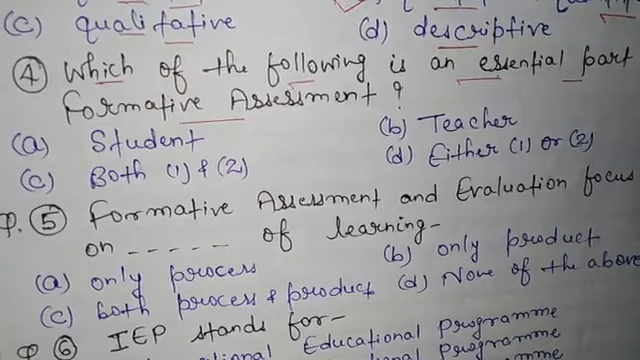 (c) qualitative (d) descriptive
④ Which of the following is an essential part
Formative Assessment?
(a) Student (b) Teacher
(c) Both (1) & (2) (d) Either (1) or (2)
P. ⑤ Formative Assessment and Evaluation focus
on ----- of learning-
(a) only process (b) only product
(c) both process & product (d) None of the above
⑥ IEP stands for-
Educational Programme
Programme